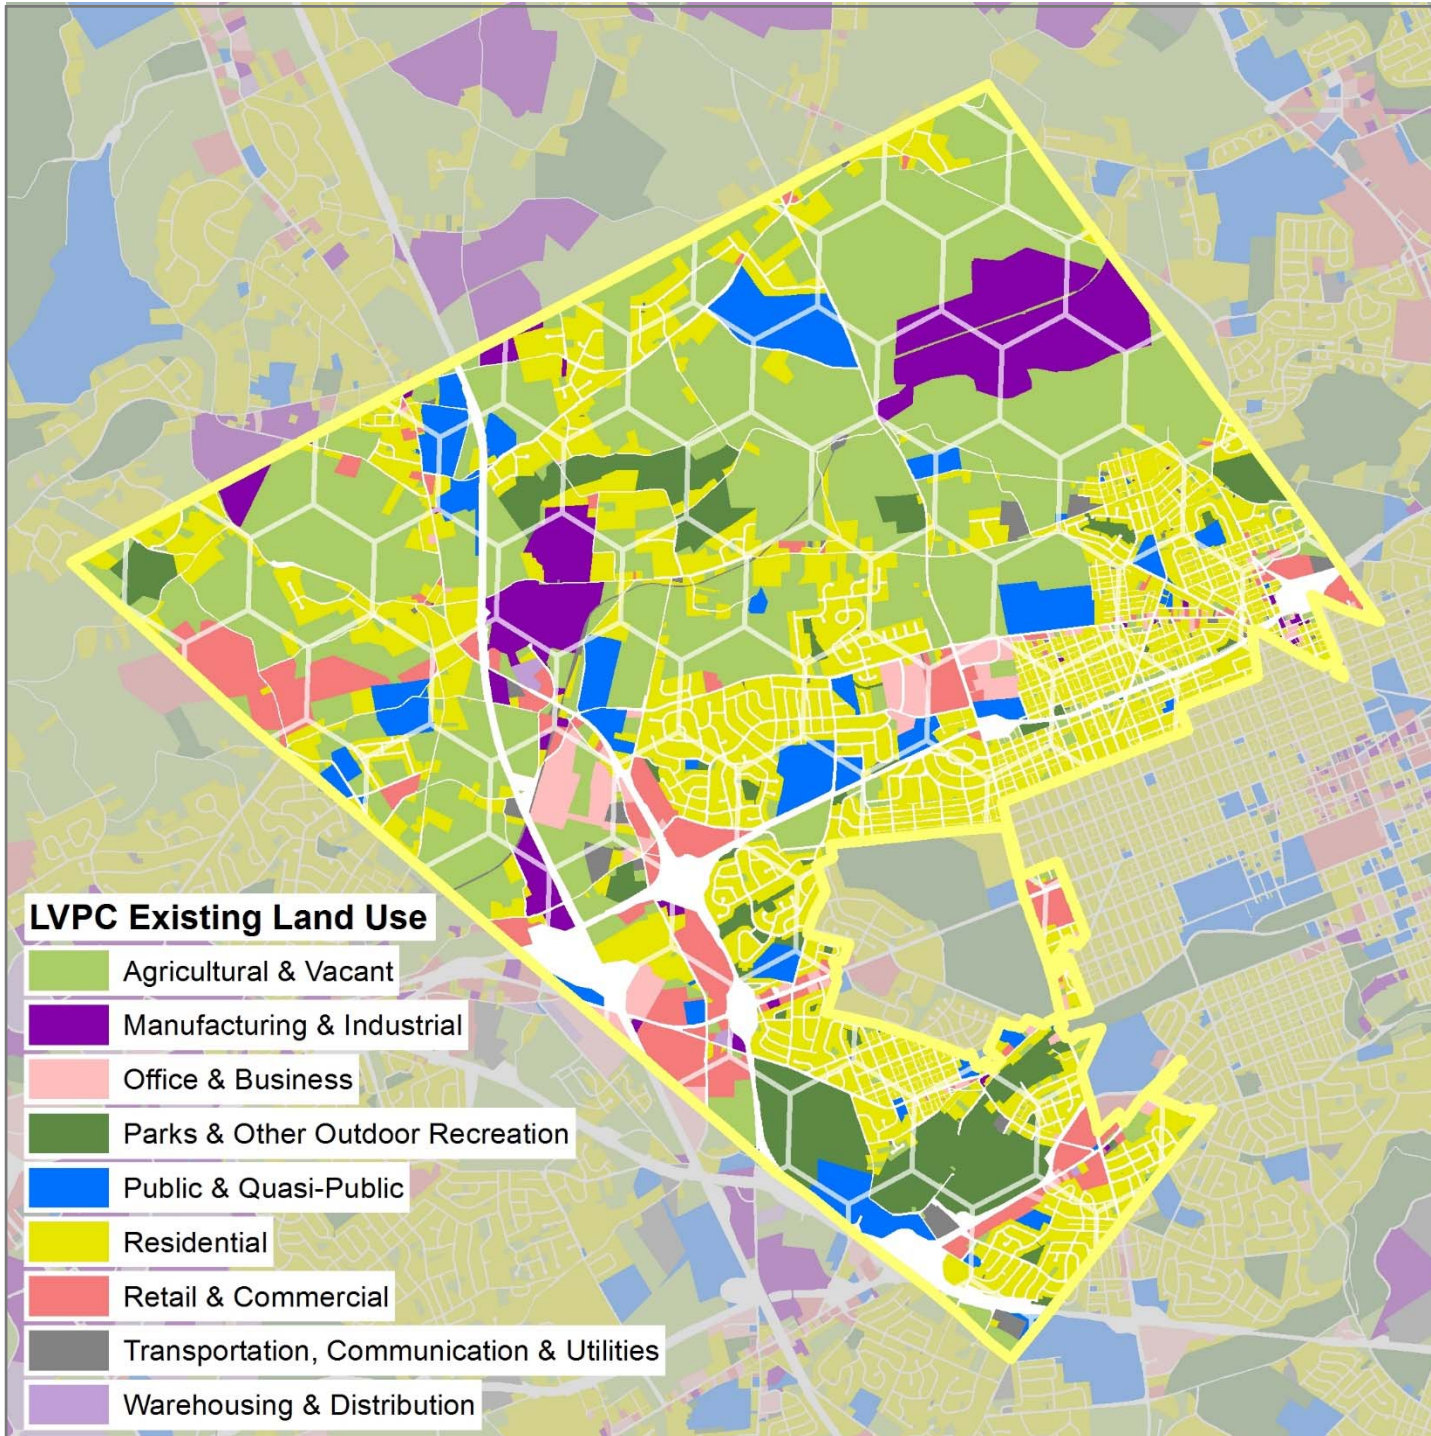 LVPC Existing Land Use
Agricultural & Vacant
Manufacturing & Industrial
Office & Business
Parks & Other Outdoor Recreation
Public & Quasi-Public
Residential
Retail & Commercial
Transportation, Communication & Utilities
Warehousing & Distribution